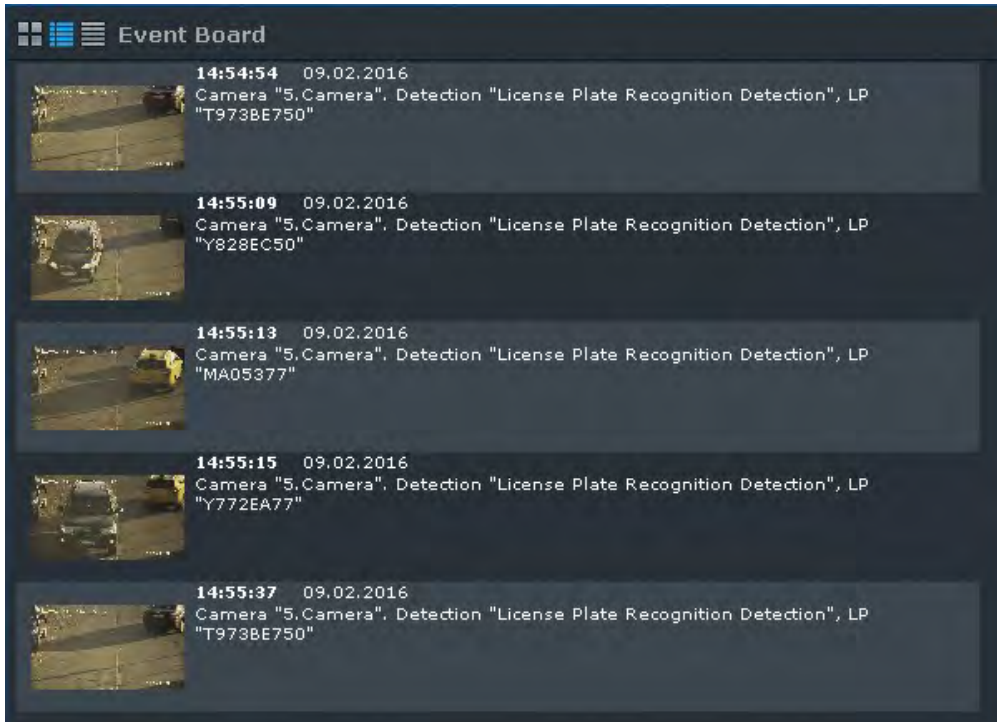 Event Board
14:54:54 09.02.2016
Camera "5.Camera". Detection "License Plate Recognition Detection", LP
"T973BE750"
14:55:09 09.02.2016
Camera "5.Camera". Detection "License Plate Recognition Detection", LP
"Y828EC50"
14:55:13 09.02.2016
Camera "5.Camera". Detection "License Plate Recognition Detection", LP
"MA05377"
14:55:15 09.02.2016
Camera "5.Camera". Detection "License Plate Recognition Detection", LP
"Y772EA77"
14:55:37 09.02.2016
Camera "5.Camera". Detection "License Plate Recognition Detection", LP
"T973BE750"